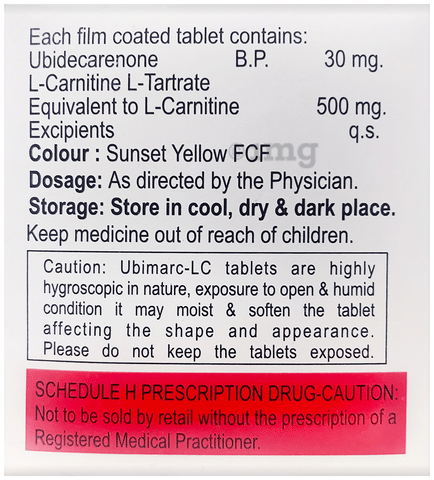 Each film coated tablet contains:
Ubidecarenone B.P. 30 mg.
L-Carnitine L-Tartrate
Equivalent to L-Carnitine 500 mg.
Excipients q.s.
Colour : Sunset Yellow FCF
Dosage: As directed by the Physician.
Storage: Store in cool, dry & dark place.
Keep medicine out of reach of children.
Caution: Ubimarc-LC tablets are highly
hygroscopic in nature, exposure to open & humid
condition it may moist & soften the tablet
affecting the shape and appearance.
Please do not keep the tablets exposed.
SCHEDULE H PRESCRIPTION DRUG-CAUTION:
Not to be sold by retail without the prescription of a
Registered Medical Practitioner.